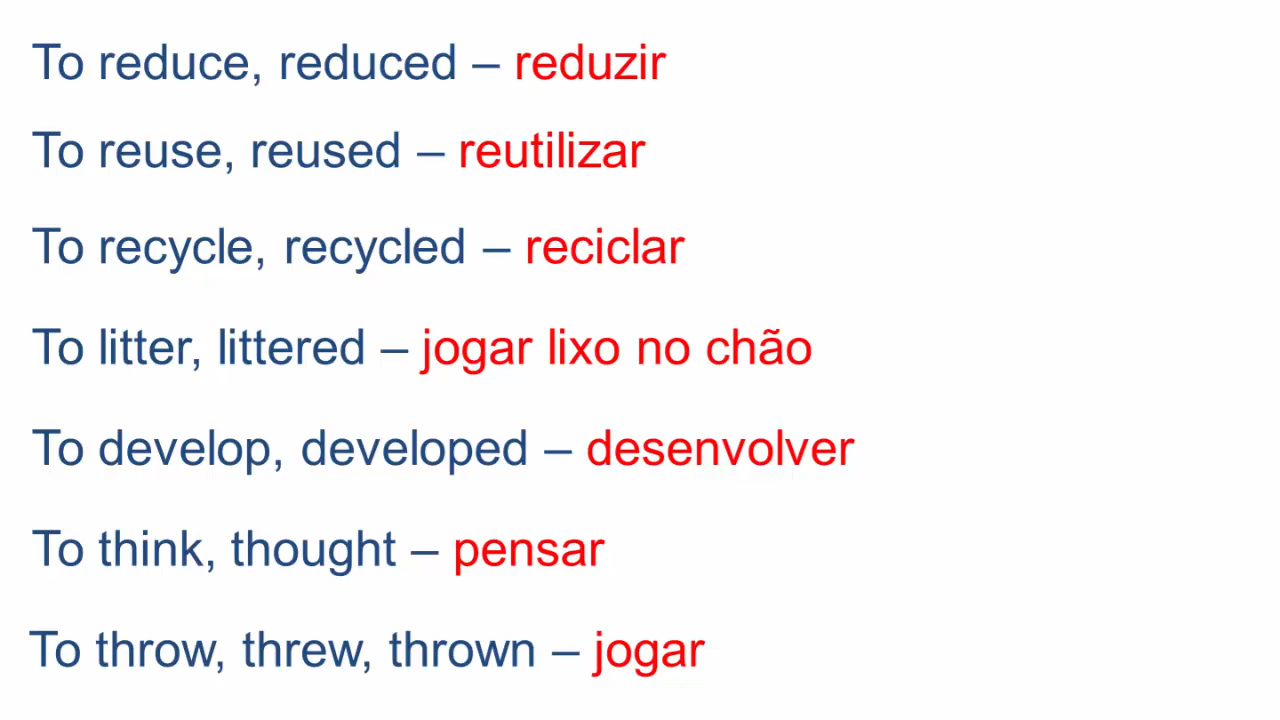 To reduce, reduced – reduzir
To reuse, reused – reutilizar
To recycle, recycled – reciclar
To litter, littered – jogar lixo no chão
To develop, developed – desenvolver
To think, thought – pensar
To throw, threw, thrown – jogar